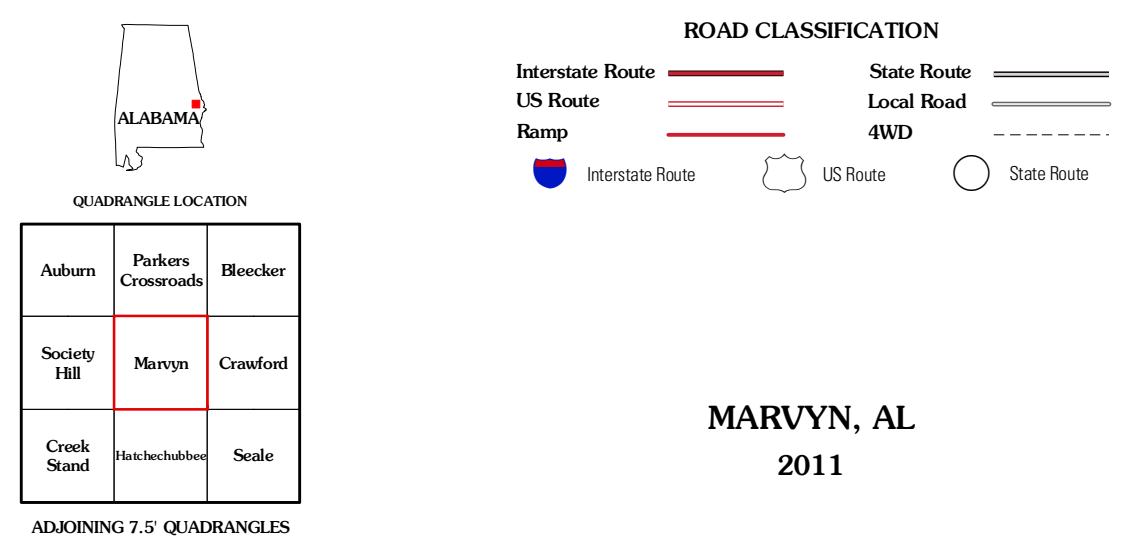 ALABAMA
QUADRANGLE LOCATION
Auburn
Parkers
Crossroads
Bleecker
Society
Hill
Marvyn
Crawford
Creek
Stand
Hatchechubbee
Seale
ADJOINING 7.5' QUADRANGLES
ROAD CLASSIFICATION
Interstate Route
State Route
US Route
Local Road
Ramp
4WD
Interstate Route
US Route
State Route
MARVYN, AL
2011